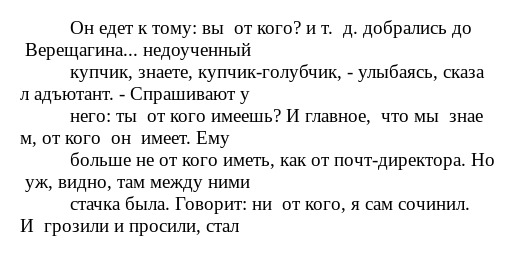 Он едет к тому: вы  от кого? и т.  д. добрались до
Верещагина... недоученный
купчик, знаете, купчик-голубчик, - улыбаясь, сказа
л адъютант. - Спрашивают у
него: ты  от кого имеешь? И главное,  что мы  знае
м, от кого  он  имеет. Ему
больше не от кого иметь, как от почт-директора. Но
уж, видно, там между ними
стачка была. Говорит: ни  от кого, я сам сочинил.
И  грозили и просили, стал